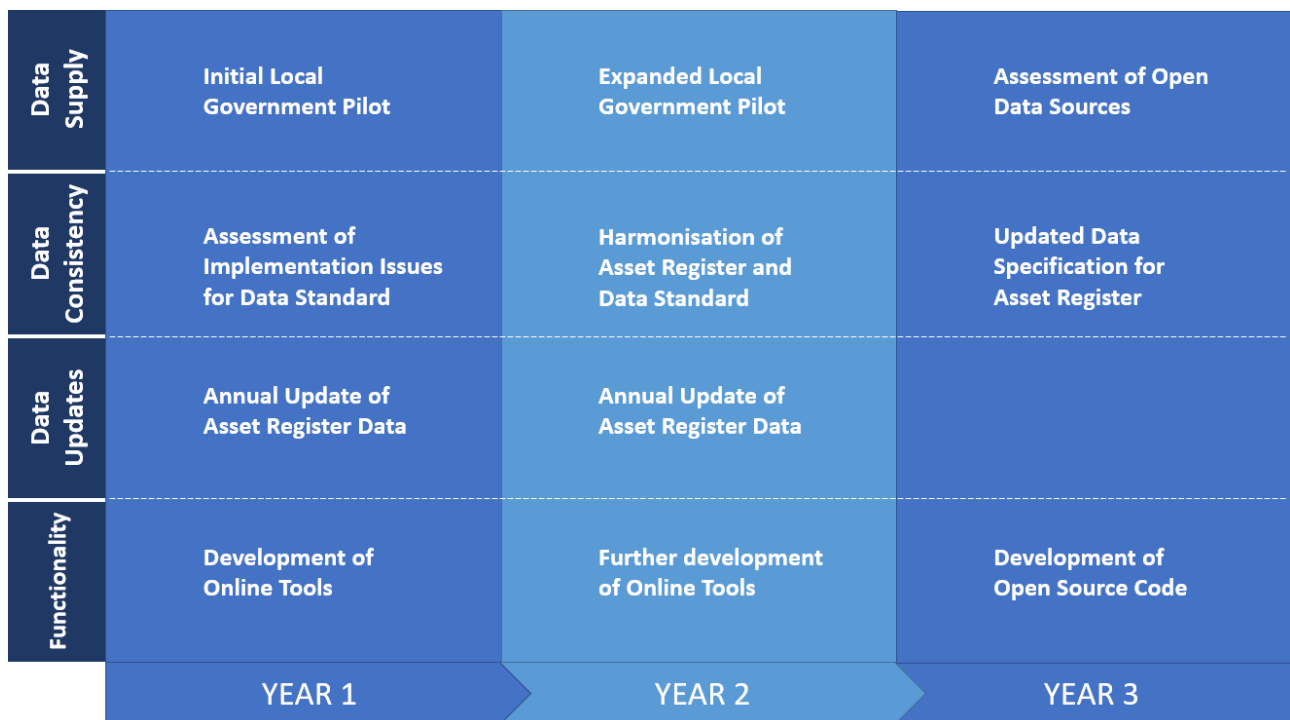 Data
Supply
Initial Local
Government Pilot
Expanded Local
Government Pilot
Assessment of Open
Data Sources
Data
Consistency
Assessment of
Implementation Issues
for Data Standard
Harmonisation of
Asset Register and
Data Standard
Updated Data
Specification for
Asset Register
Data
Updates
Annual Update of
Asset Register Data
Annual Update of
Asset Register Data
Functionality
Development of
Online Tools
Further development
of Online Tools
Development of
Open Source Code
YEAR 1
YEAR 2
YEAR 3